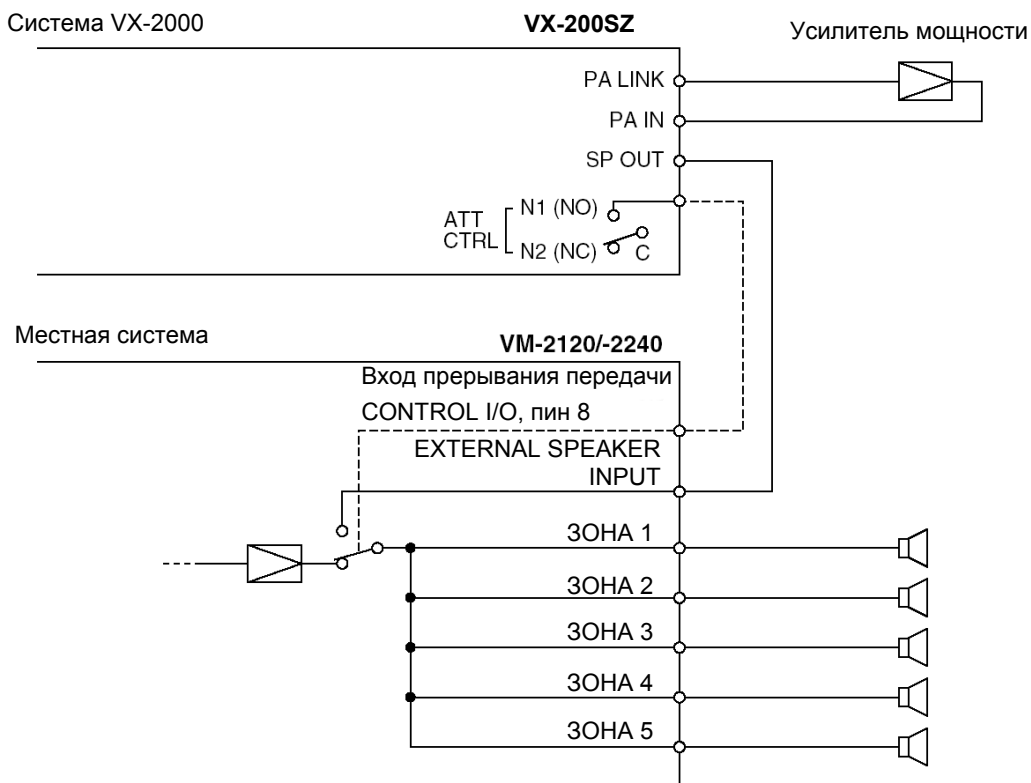 Система VX-2000
VX-200SZ
Усилитель мощности
PA LINK
PA IN
SP OUT
ATT
CTRL
N1 (NO)
N2 (NC)
C
Местная система
VM-2120/-2240
Вход прерывания передачи
CONTROL I/O, пин 8
EXTERNAL SPEAKER
INPUT
ЗОНА 1
ЗОНА 2
ЗОНА 3
ЗОНА 4
ЗОНА 5